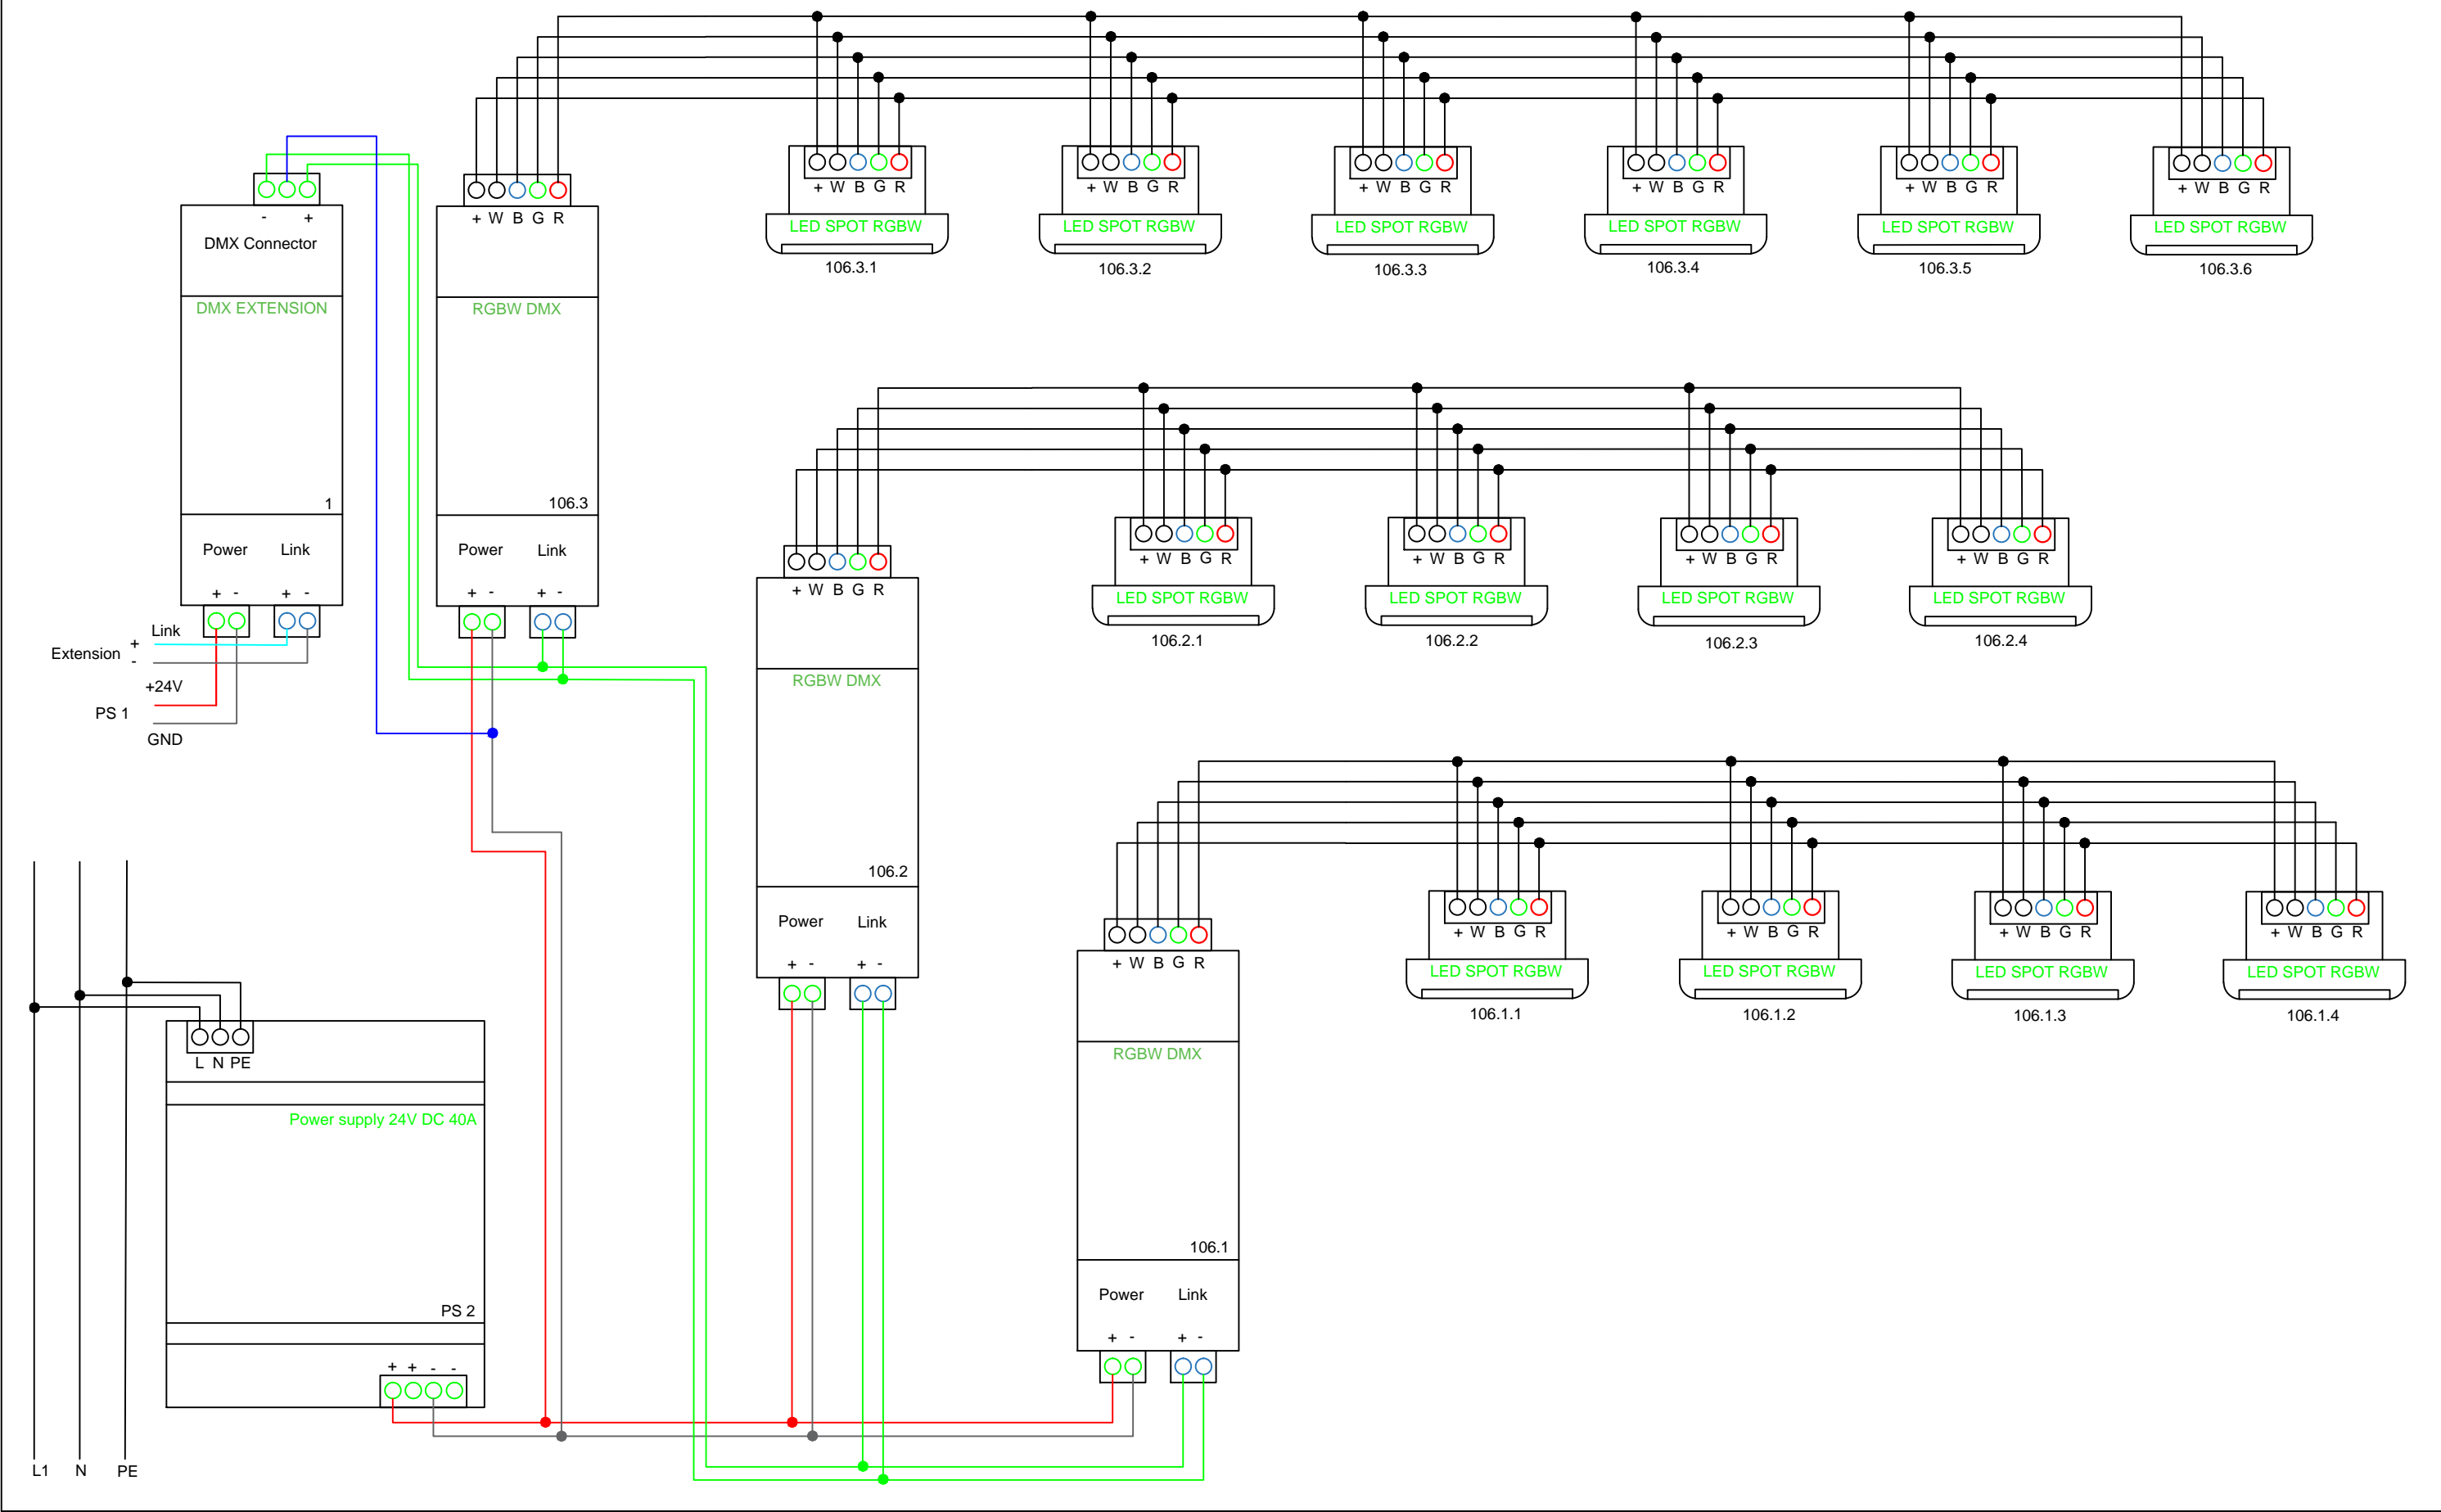 - +
DMX Connector
DMX EXTENSION
1
Power Link
+ - + -
Link
Extension + -
+24V
PS 1
GND
+ W B G R
RGBW DMX
106.3
Power Link
+ - + -
+ W B G R
LED SPOT RGBW
106.3.1
+ W B G R
LED SPOT RGBW
106.3.2
+ W B G R
LED SPOT RGBW
106.3.3
+ W B G R
LED SPOT RGBW
106.3.4
+ W B G R
LED SPOT RGBW
106.3.5
+ W B G R
LED SPOT RGBW
106.3.6
+ W B G R
RGBW DMX
106.2
Power Link
+ - + -
+ W B G R
LED SPOT RGBW
106.2.1
+ W B G R
LED SPOT RGBW
106.2.2
+ W B G R
LED SPOT RGBW
106.2.3
+ W B G R
LED SPOT RGBW
106.2.4
+ W B G R
RGBW DMX
106.1
Power Link
+ - + -
+ W B G R
LED SPOT RGBW
106.1.1
+ W B G R
LED SPOT RGBW
106.1.2
+ W B G R
LED SPOT RGBW
106.1.3
+ W B G R
LED SPOT RGBW
106.1.4
L N PE
Power supply 24V DC 40A
PS 2
+ + - -
L1 N PE